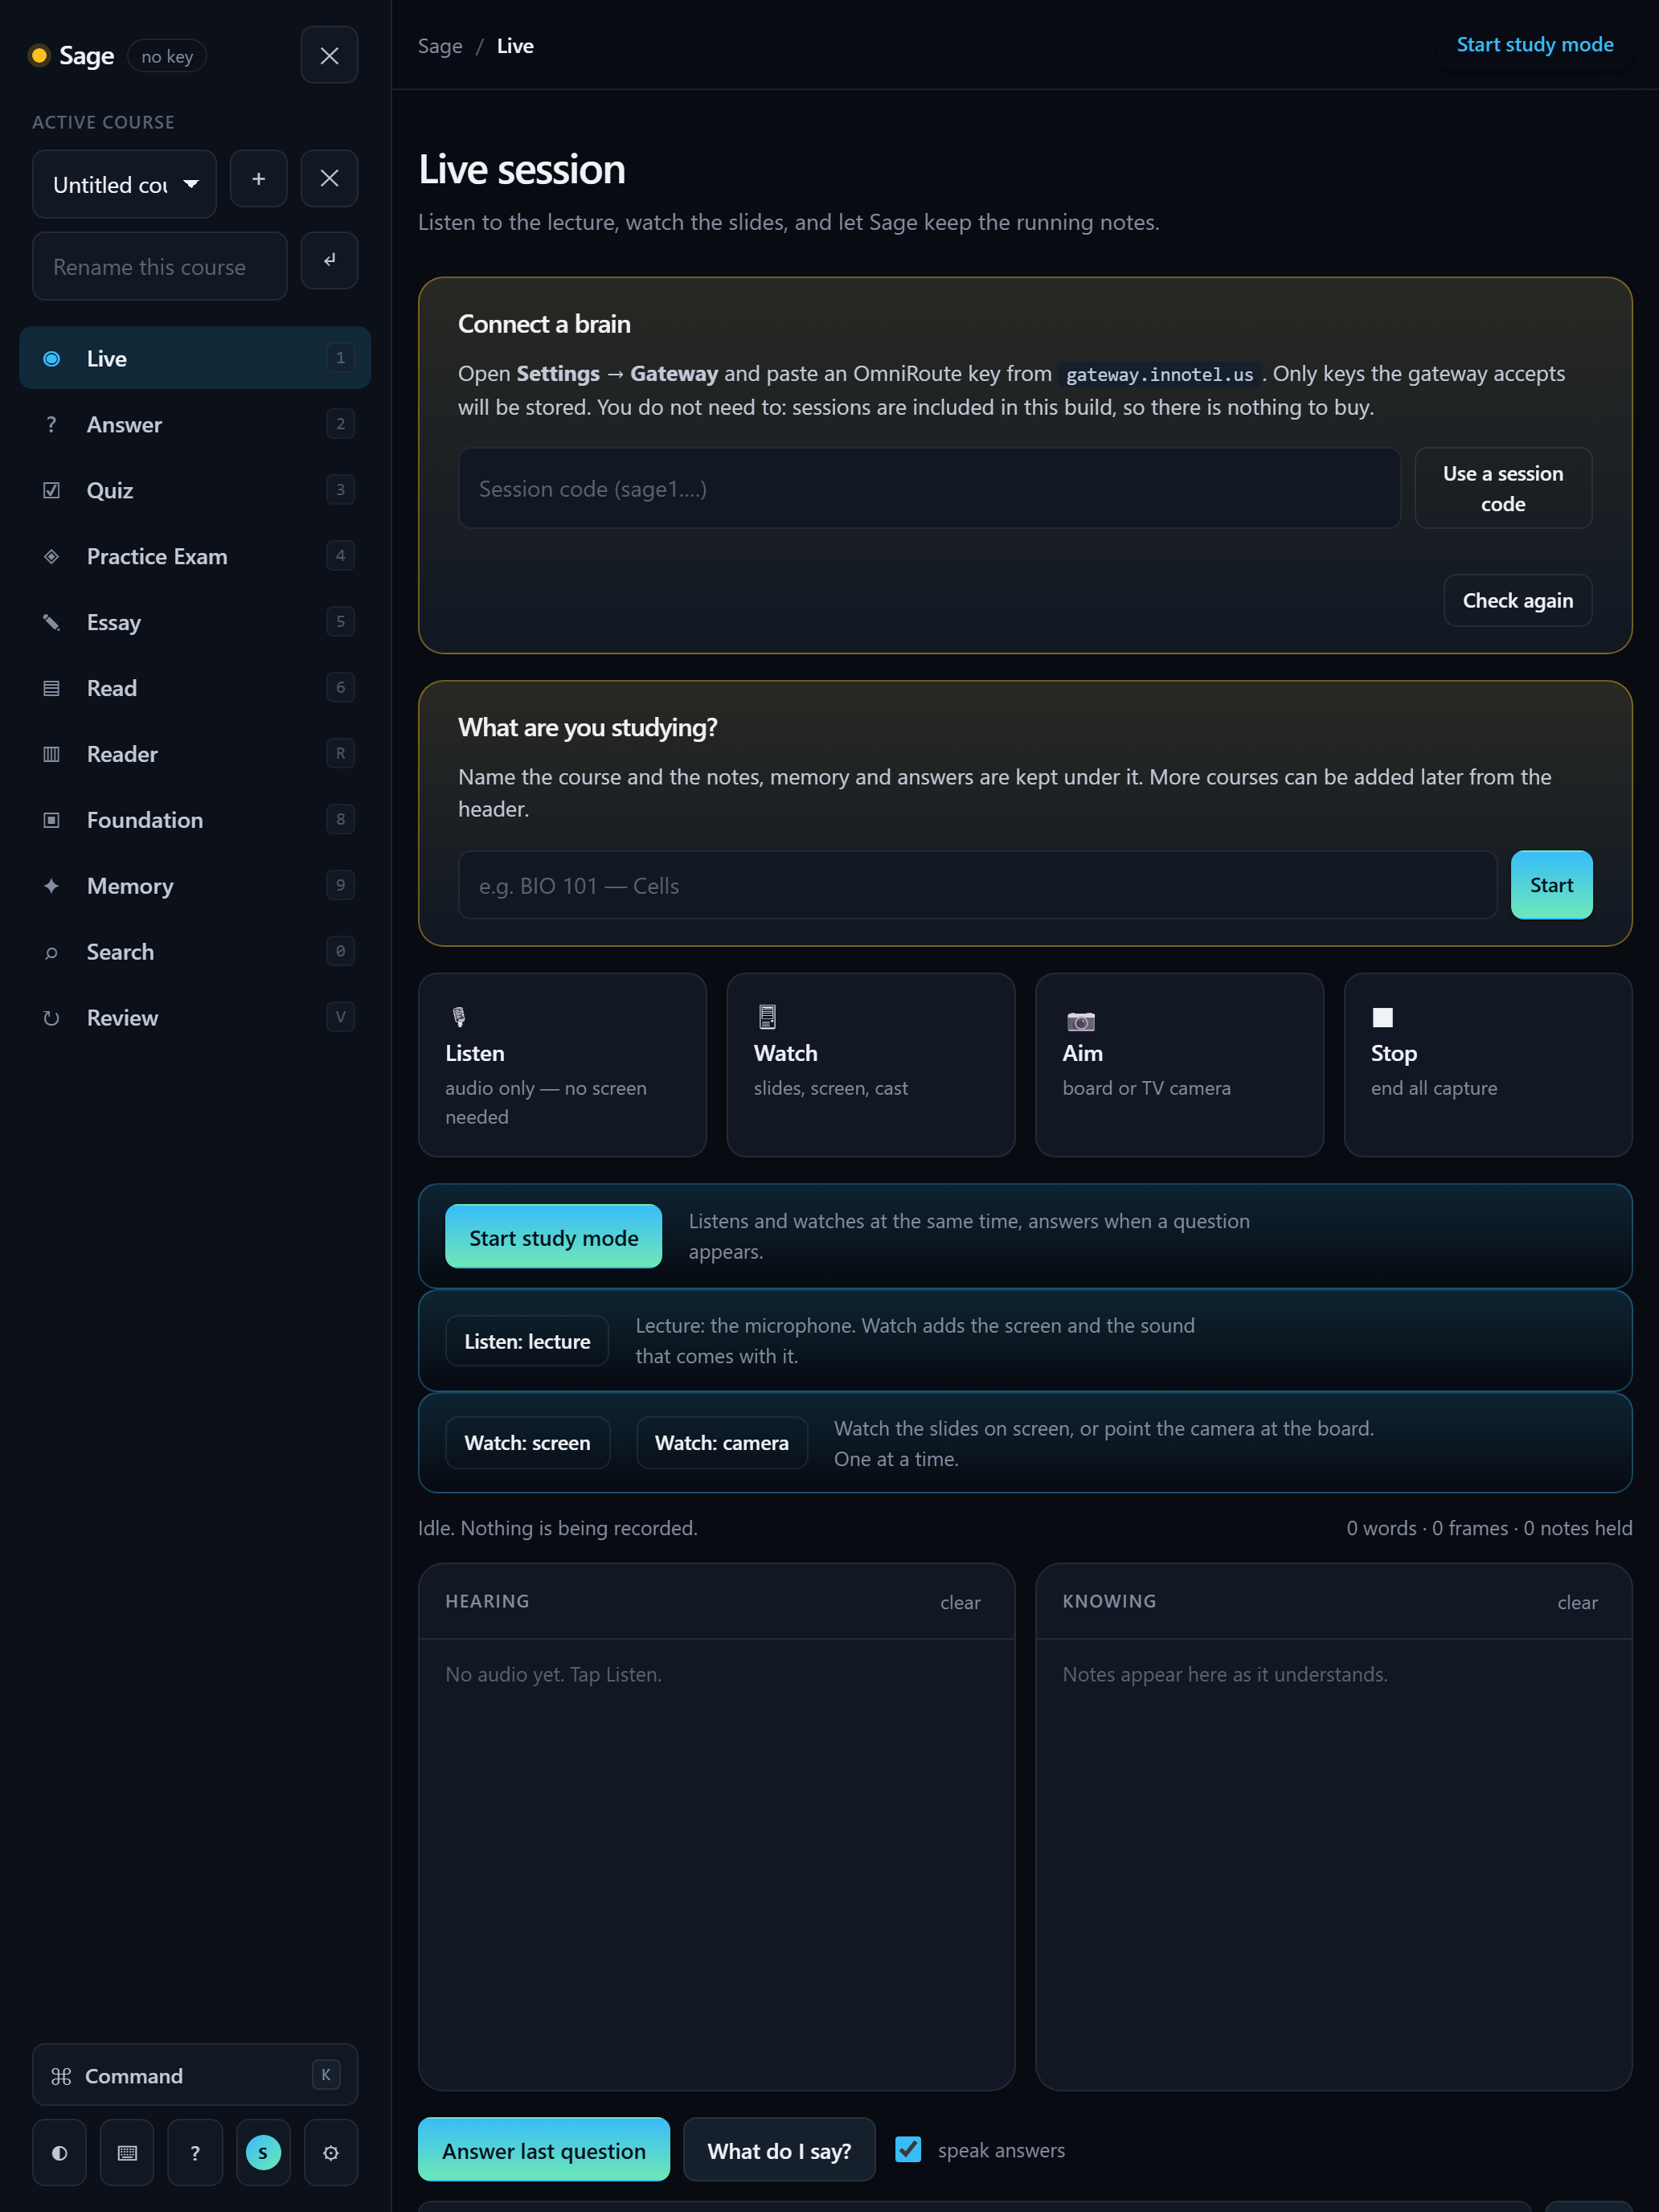 Sage no key
ACTIVE COURSE
Untitled cou
+
Rename this course
Live 1
? Answer 2
Quiz 3
Practice Exam 4
Essay 5
Read 6
Reader R
Foundation 8
Memory 9
Search 0
Review V
⌘ Command K
? S
Sage / Live
Start study mode
Live session
Listen to the lecture, watch the slides, and let Sage keep the running notes.
Connect a brain
Open Settings → Gateway and paste an OmniRoute key from gateway.innotel.us. Only keys the gateway accepts
will be stored. You do not need to: sessions are included in this build, so there is nothing to buy.
Session code (sage1....)
Use a session
code
Check again
What are you studying?
Name the course and the notes, memory and answers are kept under it. More courses can be added later from the
header.
e.g. BIO 101 — Cells
Start
Listen
audio only — no screen
needed
Watch
slides, screen, cast
Aim
board or TV camera
Stop
end all capture
Start study mode
Listens and watches at the same time, answers when a question
appears.
Listen: lecture
Lecture: the microphone. Watch adds the screen and the sound
that comes with it.
Watch: screen
Watch: camera
Watch the slides on screen, or point the camera at the board.
One at a time.
Idle. Nothing is being recorded.
0 words · 0 frames · 0 notes held
HEARING clear
No audio yet. Tap Listen.
KNOWING clear
Notes appear here as it understands.
Answer last question
What do I say?
speak answers